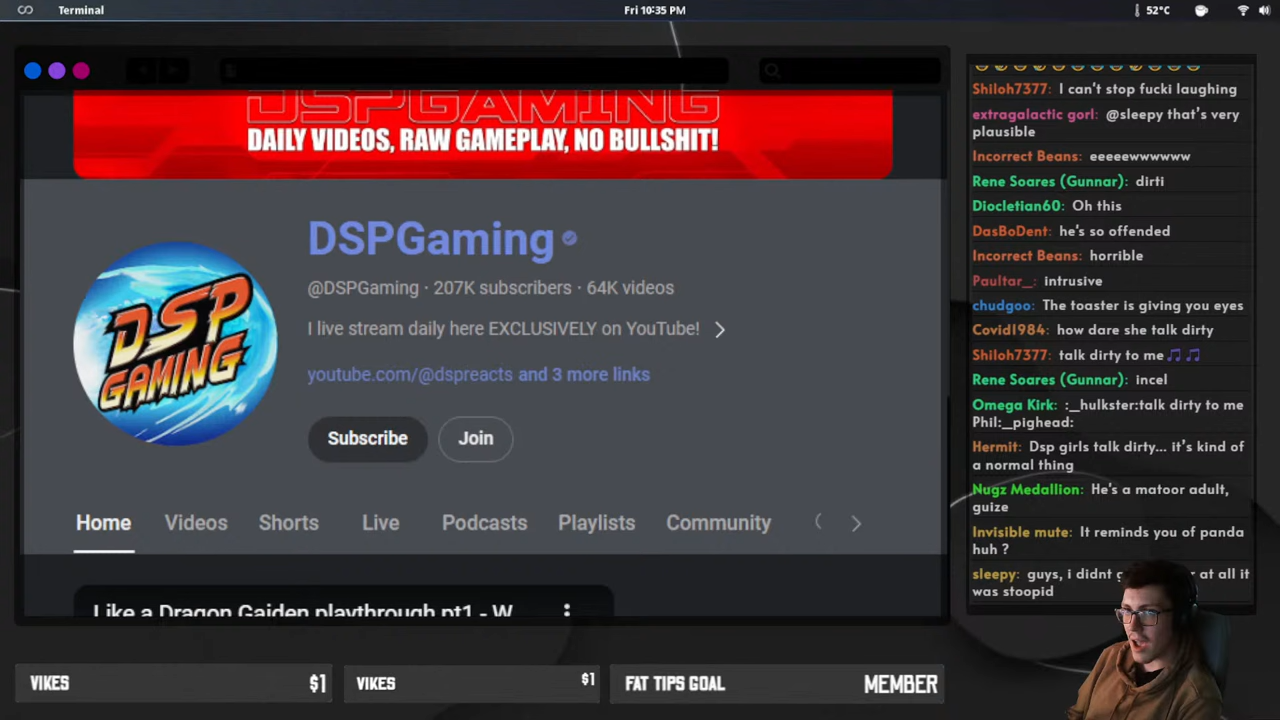 Terminal
Fri 10:35 PM
52°C
DSPGAMING
DAILY VIDEOS, RAW GAMEPLAY, NO BULLSHIT!
DSP
GAMING
DSPGaming
@DSPGaming · 207K subscribers · 64K videos
I live stream daily here EXCLUSIVELY on YouTube!
youtube.com/@dspreacts and 3 more links
Subscribe
Join
Home
Videos
Shorts
Live
Podcasts
Playlists
Community
Like a Dragon Gaiden playthrough pt1 - W
Shiloh7377: I can't stop fucki laughing
extragalactic gorl: @sleepy that's very
plausible
Incorrect Beans: eeeeewwwwww
Rene Soares (Gunnar): dirti
Diocletian60: Oh this
DasBoDent: he's so offended
Incorrect Beans: horrible
Paultar_: intrusive
chudgoo: The toaster is giving you eyes
Covid1984: how dare she talk dirty
Shiloh7377: talk dirty to me🎵🎵
Rene Soares (Gunnar): incel
Omega Kirk: :_hulkster:talk dirty to me
Phil:_pighead:
Hermit: Dsp girls talk dirty... it's kind of
a normal thing
Nugz Medallion: He's a matoor adult,
guize
Invisible mute: It reminds you of panda
huh ?
sleepy: guys, i didnt at all it
was stoopid
VIKES $1
VIKES $1
FAT TIPS GOAL MEMBER